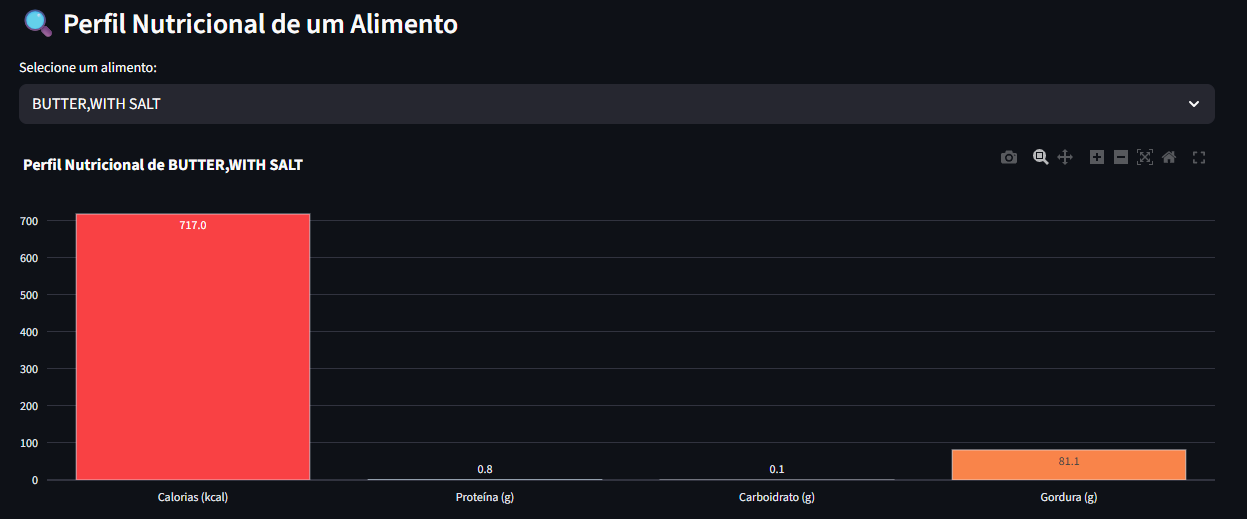 Perfil Nutricional de um Alimento
Selecione um alimento:
BUTTER,WITH SALT
Perfil Nutricional de BUTTER,WITH SALT
700
600
500
400
300
200
100
0
717.0
0.8
0.1
81.1
Calorias (kcal)
Proteína (g)
Carboidrato (g)
Gordura (g)